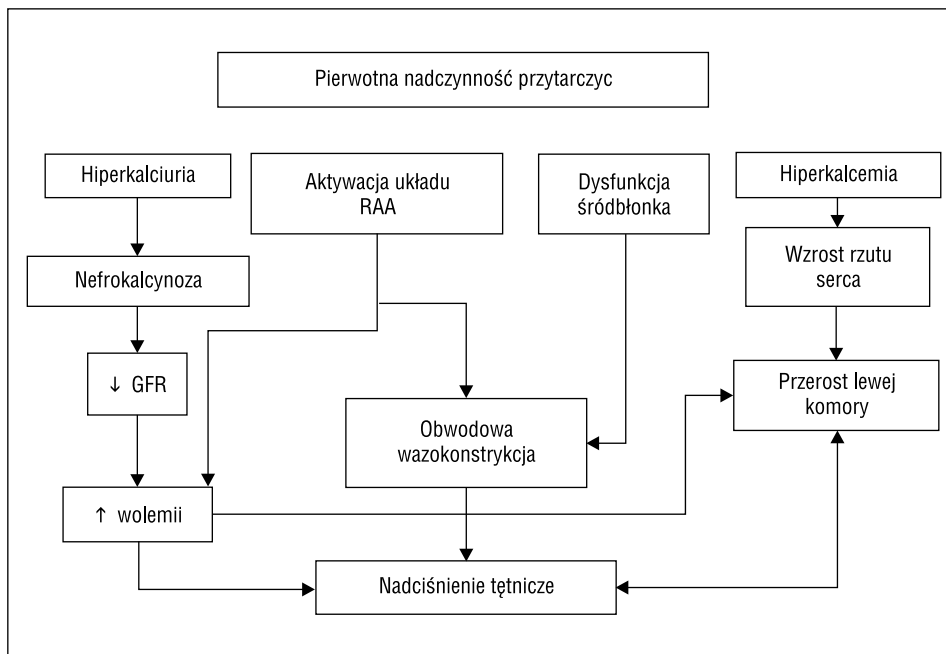 Pierwotna nadczynność przytarczyc
Hiperkalciuria
Aktywacja układu
RAA
Dysfunkcja
śródbłonka
Hiperkalcemia
Nefrokalcynoza
Wzrost rzutu
serca
↓ GFR
Obwodowa
wazokonstrykcja
Przerost lewej
komory
↑ wolemii
Nadciśnienie tętnicze